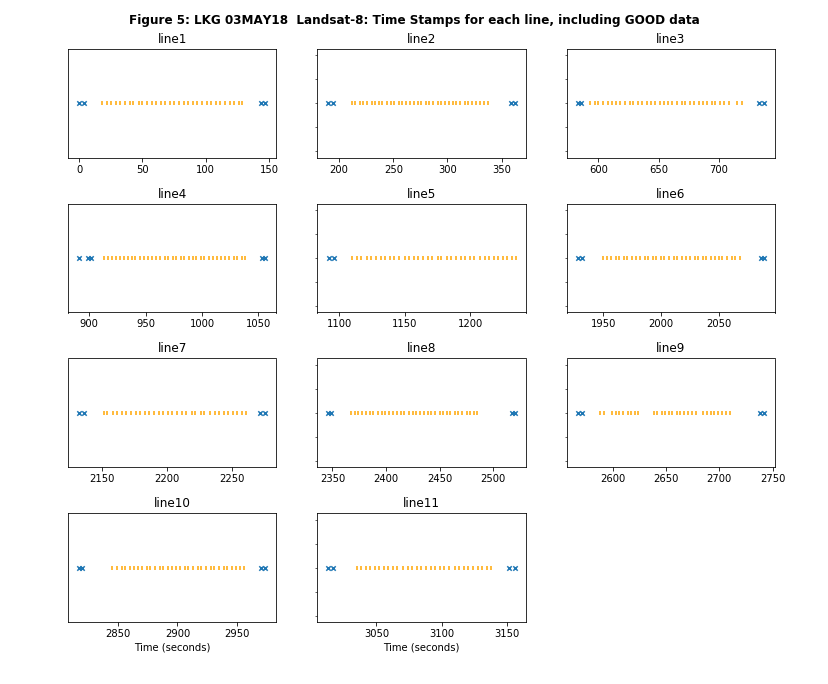 Figure 5: LKG 03MAY18 Landsat-8: Time Stamps for each line, including GOOD data
line1 line2 line3
0 50 100 150 200 250 300 350 600 650 700
line4 line5 line6
900 950 1000 1050 1100 1150 1200 1950 2000 2050
line7 line8 line9
2150 2200 2250 2350 2400 2450 2500 2600 2650 2700 2750
line10 line11
2850 2900 2950 3050 3100 3150
Time (seconds) Time (seconds)